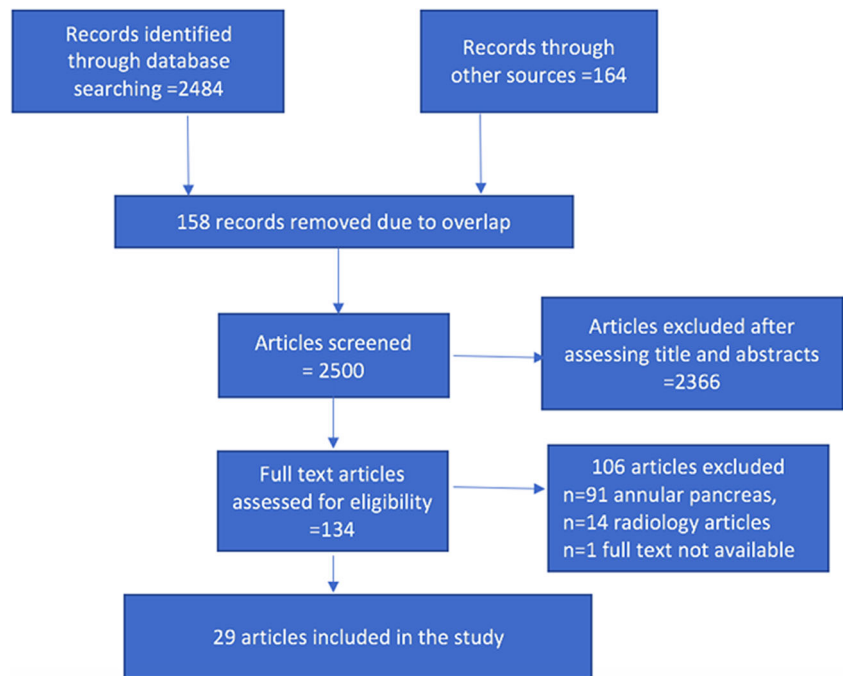 Records identified
through database
searching =2484
Records through
other sources =164
158 records removed due to overlap
Articles screened
= 2500
Articles excluded after
assessing title and abstracts
=2366
Full text articles
assessed for eligibility
=134
106 articles excluded
n=91 annular pancreas,
n=14 radiology articles
n=1 full text not available
29 articles included in the study